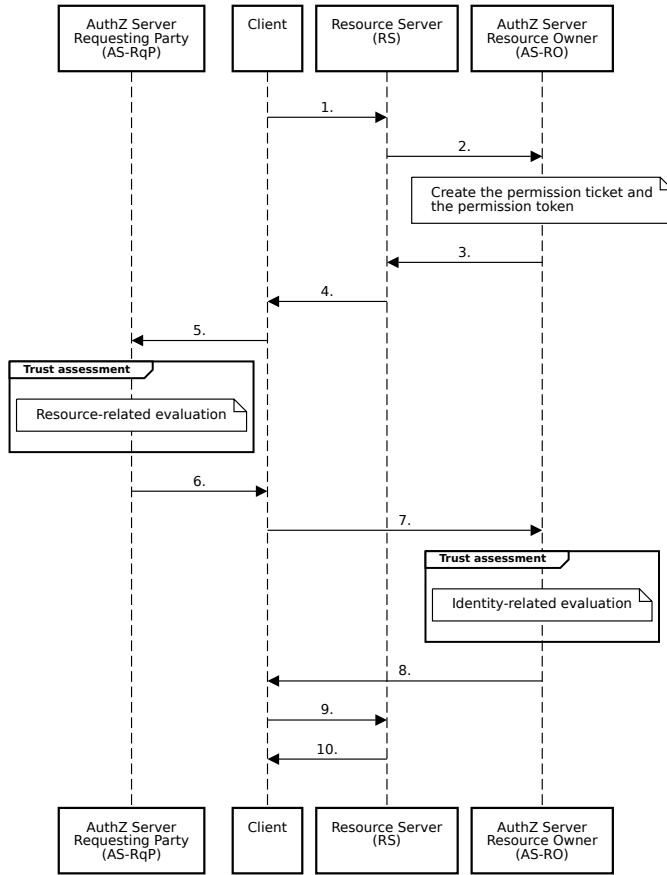 AuthZ Server
Requesting Party
(AS-RqP)
Client
Resource Server
(RS)
AuthZ Server
Resource Owner
(AS-RO)
1.
2.
Create the permission ticket and
the permission token
3.
4.
5.
Trust assessment
Resource-related evaluation
6.
7.
Trust assessment
Identity-related evaluation
8.
9.
10.
AuthZ Server
Requesting Party
(AS-RqP)
Client
Resource Server
(RS)
AuthZ Server
Resource Owner
(AS-RO)